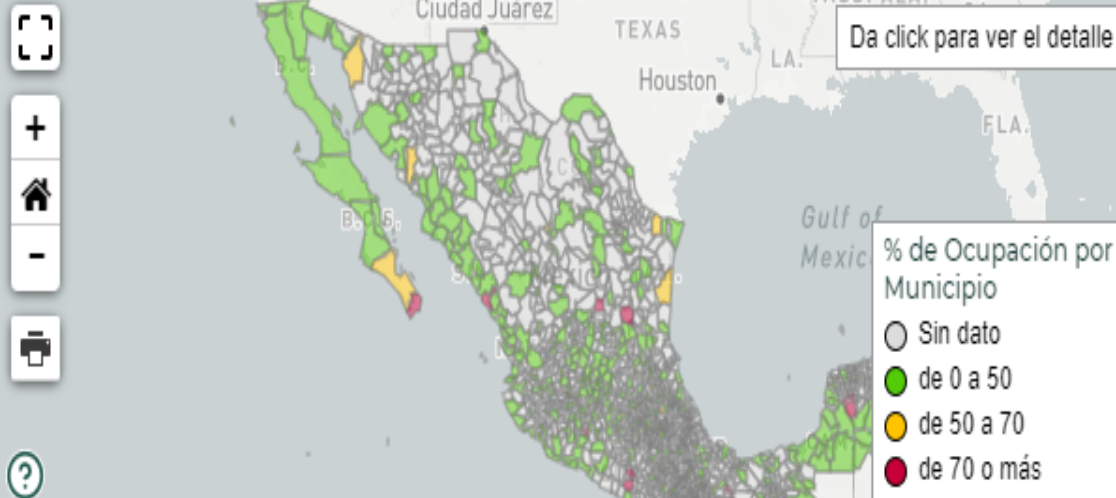 Ciudad Juárez
TEXAS
Da click para ver el detalle
LA.
Houston
B.C.
FLA.
B.C.S.
Gulf of
Mexic
% de Ocupación por
Municipio
Sin dato
de 0 a 50
de 50 a 70
de 70 o más
+
-
?